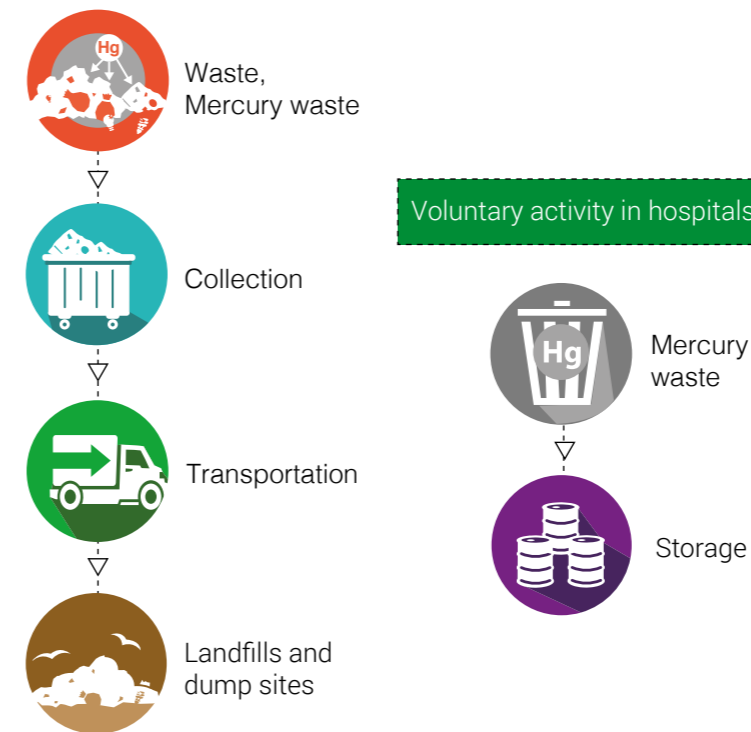 Hg
Waste,
Mercury waste
Collection
Transportation
Landfills and
dump sites
Voluntary activity in hospitals
Hg
Mercury
waste
Storage